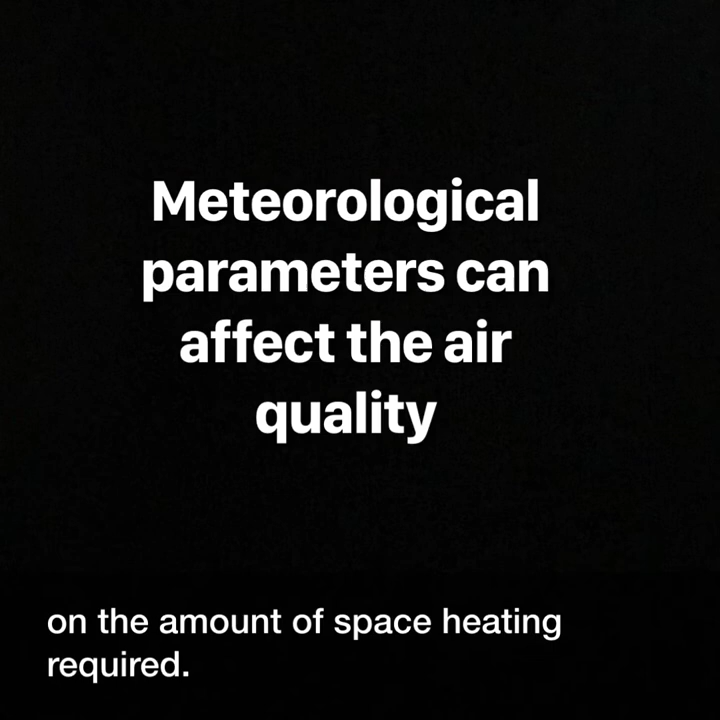 Meteorological
parameters can
affect the air
quality
on the amount of space heating
required.